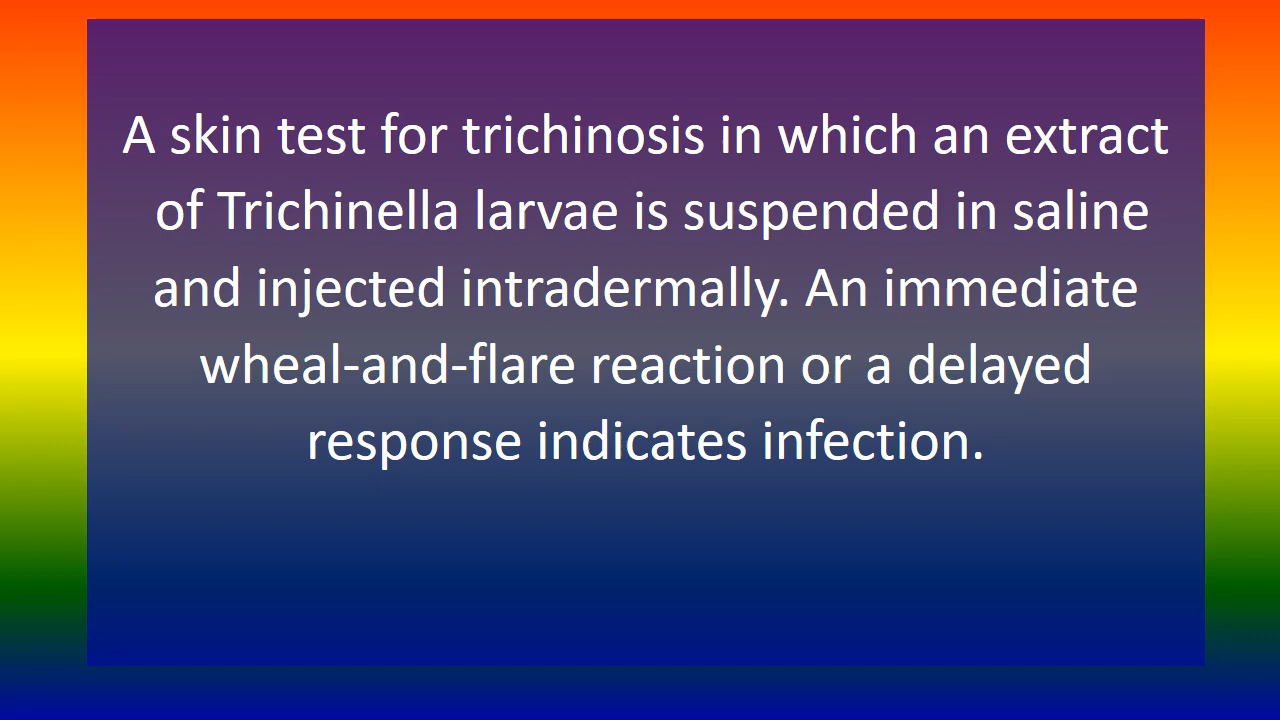 A skin test for trichinosis in which an extract
of Trichinella larvae is suspended in saline
and injected intradermally. An immediate
wheal-and-flare reaction or a delayed
response indicates infection.